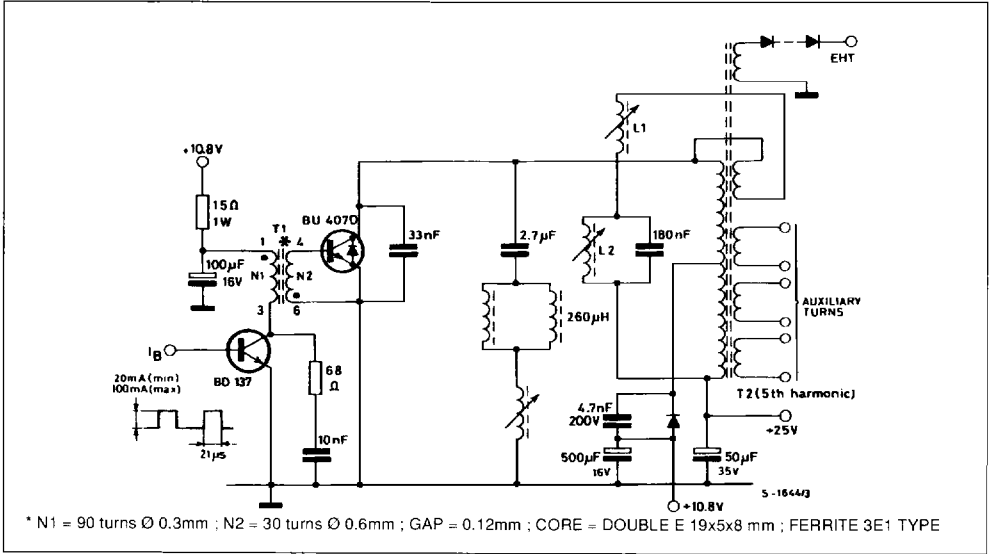 EHT
L1
+10.8V
15Ω
1W
T1
*
BU 407D
1
4
N1
N2
3
6
100µF
16V
33nF
2.7µF
L2
180nF
260µH
AUXILIARY
TURNS
T2(5th harmonic)
I B
BD 137
20mA(min)
100mA(max)
21µs
68
Ω
10nF
4.7nF
200V
500µF
16V
+25V
50µF
35V
S-1644/3
+10.8V
* N1 = 90 turns Ø 0.3mm ; N2 = 30 turns Ø 0.6mm ; GAP = 0.12mm ; CORE = DOUBLE E 19x5x8 mm ; FERRITE 3E1 TYPE